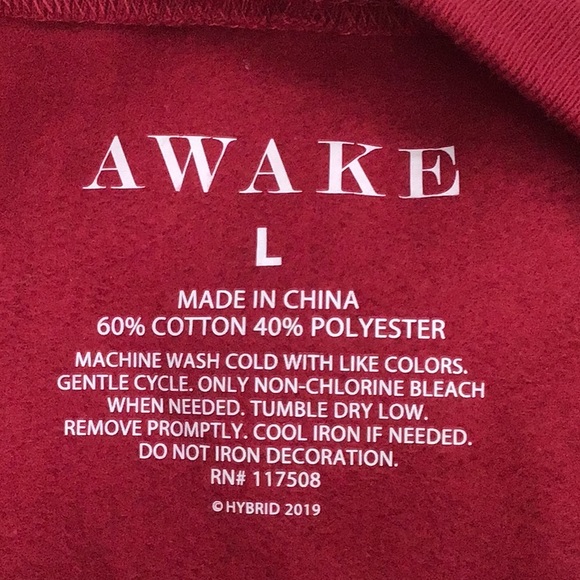 AWAKE
L
MADE IN CHINA
60% COTTON 40% POLYESTER
MACHINE WASH COLD WITH LIKE COLORS.
GENTLE CYCLE. ONLY NON-CHLORINE BLEACH
WHEN NEEDED. TUMBLE DRY LOW.
REMOVE PROMPTLY. COOL IRON IF NEEDED.
DO NOT IRON DECORATION.
RN# 117508
© HYBRID 2019